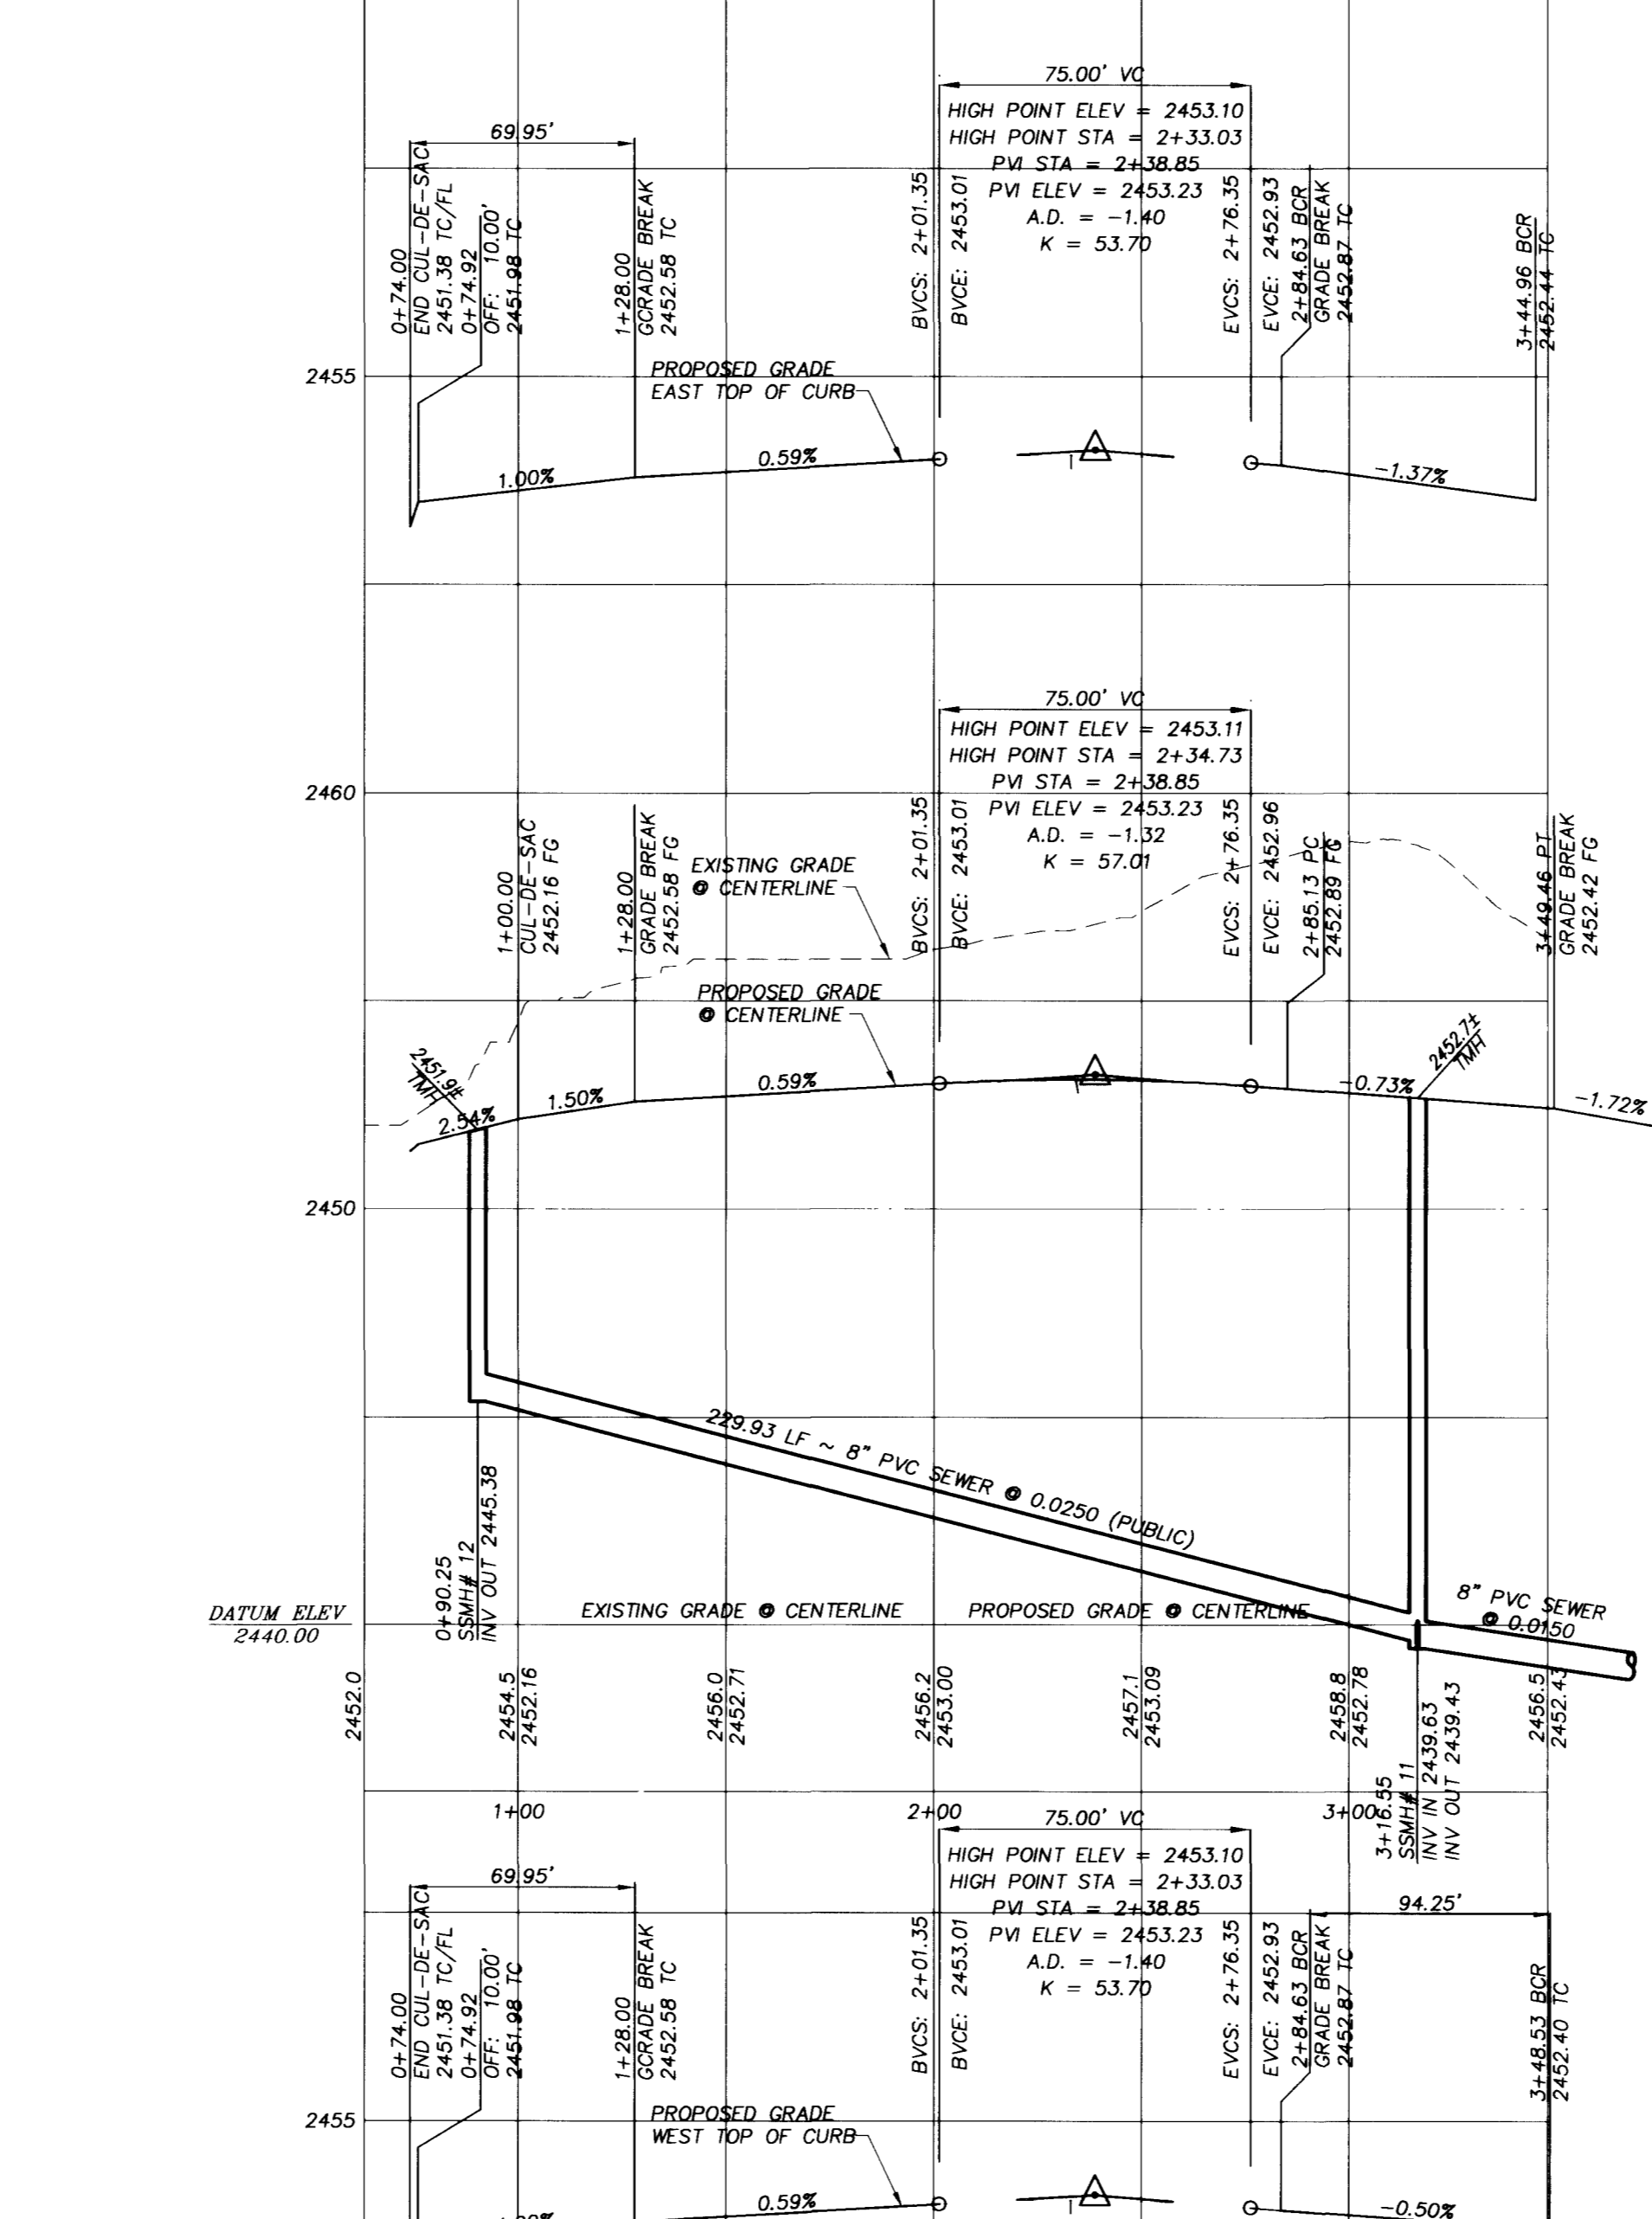 75.00' VC
HIGH POINT ELEV = 2453.10
HIGH POINT STA = 2+33.03
PVI STA = 2+38.85
PVI ELEV = 2453.23
A.D. = -1.40
K = 53.70
69.95'
0+74.00
END CUL-DE-SAC
2451.38 TC/FL
0+74.92
OFF: 10.00'
2451.98 TC
1+28.00
GCRADE BREAK
2452.58 TC
BVCS: 2+01.35
BVCE: 2453.01
EVCS: 2+76.35
EVCE: 2452.93
2+84.63 BCR
GRADE BREAK
2452.87 TC
3+44.96 BCR
2452.44 TC
2455
PROPOSED GRADE
EAST TOP OF CURB
1.00%
0.59%
-1.37%
75.00' VC
HIGH POINT ELEV = 2453.11
HIGH POINT STA = 2+34.73
PVI STA = 2+38.85
PVI ELEV = 2453.23
A.D. = -1.32
K = 57.01
2460
1+00.00
CUL-DE-SAC
2452.16 FG
1+28.00
GRADE BREAK
2452.58 FG
EXISTING GRADE
@ CENTERLINE
BVCS: 2+01.35
BVCE: 2453.01
EVCS: 2+76.35
EVCE: 2452.96
2+85.13 PC
2452.89 FG
3+49.46 PT
GRADE BREAK
2452.42 FG
PROPOSED GRADE
@ CENTERLINE
2451.9±
TMH
2.54%
1.50%
0.59%
-0.73%
2452.7±
TMH
-1.72%
2450
229.93 LF ~ 8" PVC SEWER @ 0.0250 (PUBLIC)
0+90.25
SSMH# 12
INV OUT 2445.38
DATUM ELEV
2440.00
EXISTING GRADE @ CENTERLINE
PROPOSED GRADE @ CENTERLINE
8" PVC SEWER
@ 0.0150
2452.0
2454.5
2452.16
2456.0
2452.71
2456.2
2453.00
2457.1
2453.09
2458.8
2452.78
2456.5
2452.43
3+16.55
SSMH# 11
INV IN 2439.63
INV OUT 2439.43
1+00
2+00
3+00
75.00' VC
HIGH POINT ELEV = 2453.10
HIGH POINT STA = 2+33.03
PVI STA = 2+38.85
PVI ELEV = 2453.23
A.D. = -1.40
K = 53.70
69.95'
94.25'
0+74.00
END CUL-DE-SAC
2451.38 TC/FL
0+74.92
OFF: 10.00'
2451.98 TC
1+28.00
GCRADE BREAK
2452.58 TC
BVCS: 2+01.35
BVCE: 2453.01
EVCS: 2+76.35
EVCE: 2452.93
2+84.63 BCR
GRADE BREAK
2452.87 TC
3+48.53 BCR
2452.40 TC
2455
PROPOSED GRADE
WEST TOP OF CURB
0.59%
-0.50%